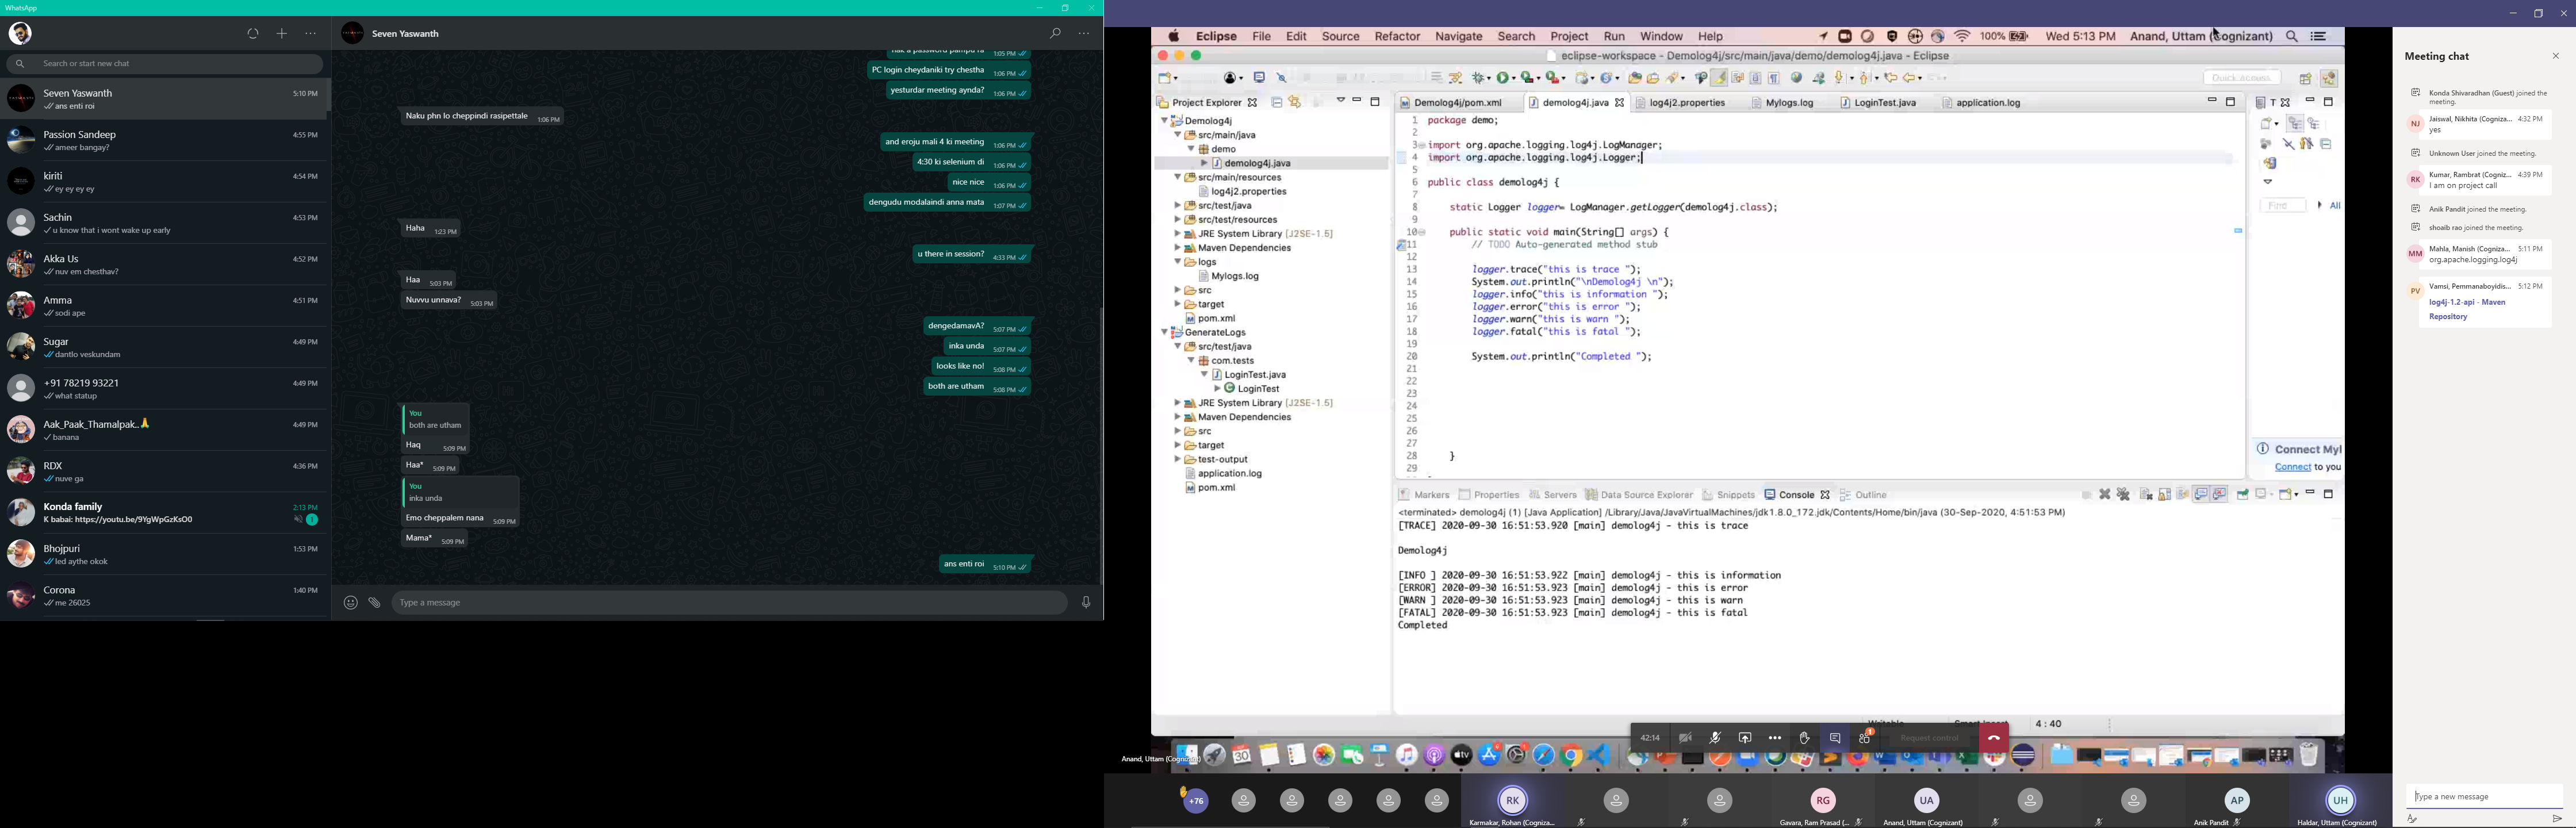 WhatsApp
Search or start new chat
Seven Yaswanth 5:10 PM
ans enti roi
Passion Sandeep 4:55 PM
ameer bangay?
kiriti 4:54 PM
ey ey ey ey
Sachin 4:53 PM
u know that i wont wake up early
Akka Us 4:52 PM
nuv em chesthav?
Amma 4:51 PM
sodi ape
Sugar 4:49 PM
dantlo veskundam
+91 78219 93221 4:49 PM
what statup
Aak_Paak_Thamalpak..🙏 4:49 PM
banana
RDX 4:36 PM
nuve ga
Konda family 2:13 PM
K babai: https://youtu.be/9YgWpGzKsO0 1
Bhojpuri 1:53 PM
led aythe okok
Corona 1:40 PM
me 26025
Seven Yaswanth
nak a password pampu ra 1:05 PM
PC login cheydaniki try chestha 1:06 PM
yesturdar meeting aynda? 1:06 PM
Naku phn lo cheppindi rasipettale 1:06 PM
and eroju mali 4 ki meeting 1:06 PM
4:30 ki selenium di 1:06 PM
nice nice 1:06 PM
dengudu modalaindi anna mata 1:07 PM
Haha 1:23 PM
u there in session? 4:33 PM
Haa 5:03 PM
Nuvvu unnava? 5:03 PM
dengedamavA? 5:07 PM
inka unda 5:07 PM
looks like no! 5:08 PM
both are utham 5:08 PM
You
both are utham
Haq 5:09 PM
Haa* 5:09 PM
You
inka unda
Emo cheppalem nana 5:09 PM
Mama* 5:09 PM
ans enti roi 5:10 PM
Type a message
Eclipse File Edit Source Refactor Navigate Search Project Run Window Help 100% Wed 5:13 PM Anand, Uttam (Cognizant)
eclipse-workspace - Demolog4j/src/main/java/demo/demolog4j.java - Eclipse
Quick Access
Project Explorer
Demolog4j
src/main/java
demo
demolog4j.java
src/main/resources
log4j2.properties
src/test/java
src/test/resources
JRE System Library [J2SE-1.5]
Maven Dependencies
logs
Mylogs.log
src
target
pom.xml
GenerateLogs
src/test/java
com.tests
LoginTest.java
LoginTest
JRE System Library [J2SE-1.5]
Maven Dependencies
src
target
test-output
application.log
pom.xml
Demolog4j/pom.xml demolog4j.java log4j2.properties Mylogs.log LoginTest.java application.log
1 package demo;
2
3 import org.apache.logging.log4j.LogManager;
4 import org.apache.logging.log4j.Logger;
5
6 public class demolog4j {
7
8 static Logger logger= LogManager.getLogger(demolog4j.class);
9
10 public static void main(String[] args) {
11 // TODO Auto-generated method stub
12
13 logger.trace("this is trace ");
14 System.out.println("\nDemolog4j \n");
15 logger.info("this is information ");
16 logger.error("this is error ");
17 logger.warn("this is warn ");
18 logger.fatal("this is fatal ");
19
20 System.out.println("Completed ");
21
22
23
24
25
26
27
28 }
29
T
Find All
Connect Myl
Connect to you
Markers Properties Servers Data Source Explorer Snippets Console Outline
<terminated> demolog4j (1) [Java Application] /Library/Java/JavaVirtualMachines/jdk1.8.0_172.jdk/Contents/Home/bin/java (30-Sep-2020, 4:51:53 PM)
[TRACE] 2020-09-30 16:51:53.920 [main] demolog4j - this is trace
Demolog4j
[INFO ] 2020-09-30 16:51:53.922 [main] demolog4j - this is information
[ERROR] 2020-09-30 16:51:53.923 [main] demolog4j - this is error
[WARN ] 2020-09-30 16:51:53.923 [main] demolog4j - this is warn
[FATAL] 2020-09-30 16:51:53.923 [main] demolog4j - this is fatal
Completed
Writable Smart Insert 4 : 40
42:14 1 Request control
Anand, Uttam (Cognizant)
+76 RK RG UA AP UH
Karmakar, Rohan (Cogniza... Gavara, Ram Prasad (... Anand, Uttam (Cognizant) Anik Pandit Haldar, Uttam (Cognizant)
Meeting chat
Konda Shivaradhan (Guest) joined the
meeting.
NJ Jaiswal, Nikhita (Cogniza... 4:32 PM
yes
Unknown User joined the meeting.
RK Kumar, Rambrat (Cogniz... 4:39 PM
I am on project call
Anik Pandit joined the meeting.
shoaib rao joined the meeting.
MM Mahla, Manish (Cogniza... 5:11 PM
org.apache.logging.log4j
PV Vamsi, Pemmanaboyidis... 5:12 PM
log4j-1.2-api - Maven
Repository
Type a new message